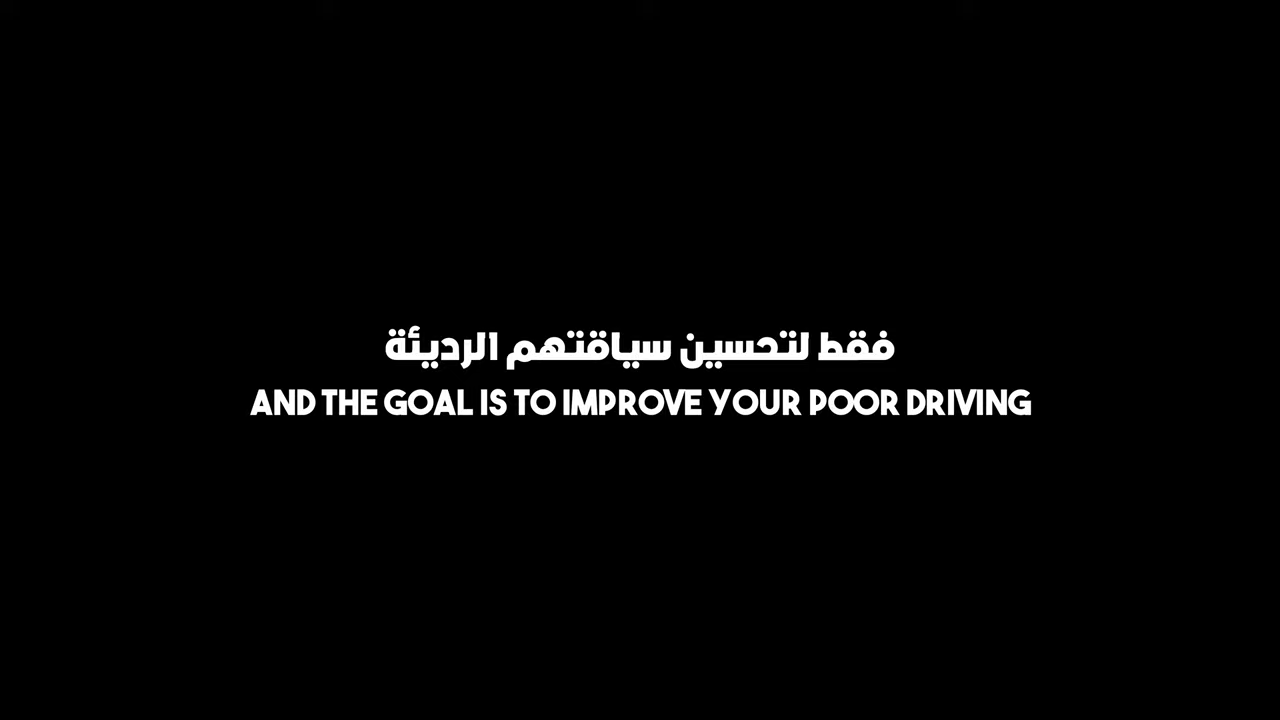 فقط لتحسين سياقتهم الرديئة
AND THE GOAL IS TO IMPROVE YOUR POOR DRIVING